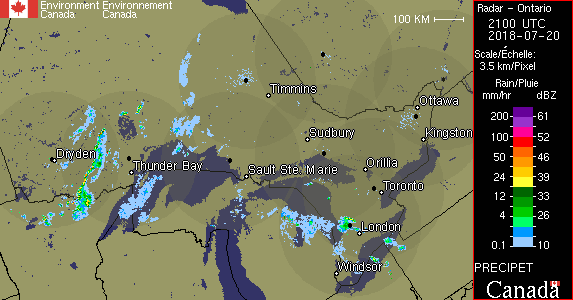 Environment Environnement
Canada Canada
100 KM
Timmins
Ottawa
Sudbury
Kingston
Dryden
Thunder Bay
Sault Ste. Marie
Orillia
Toronto
London
Windsor
Radar - Ontario
2100 UTC
2018-07-20
Scale/Échelle:
3.5 km/Pixel
Rain/Pluie
mm/hr dBZ
200 61
100 52
50 46
24 39
12 33
4 26
0.1 10
PRECIPET
Canada